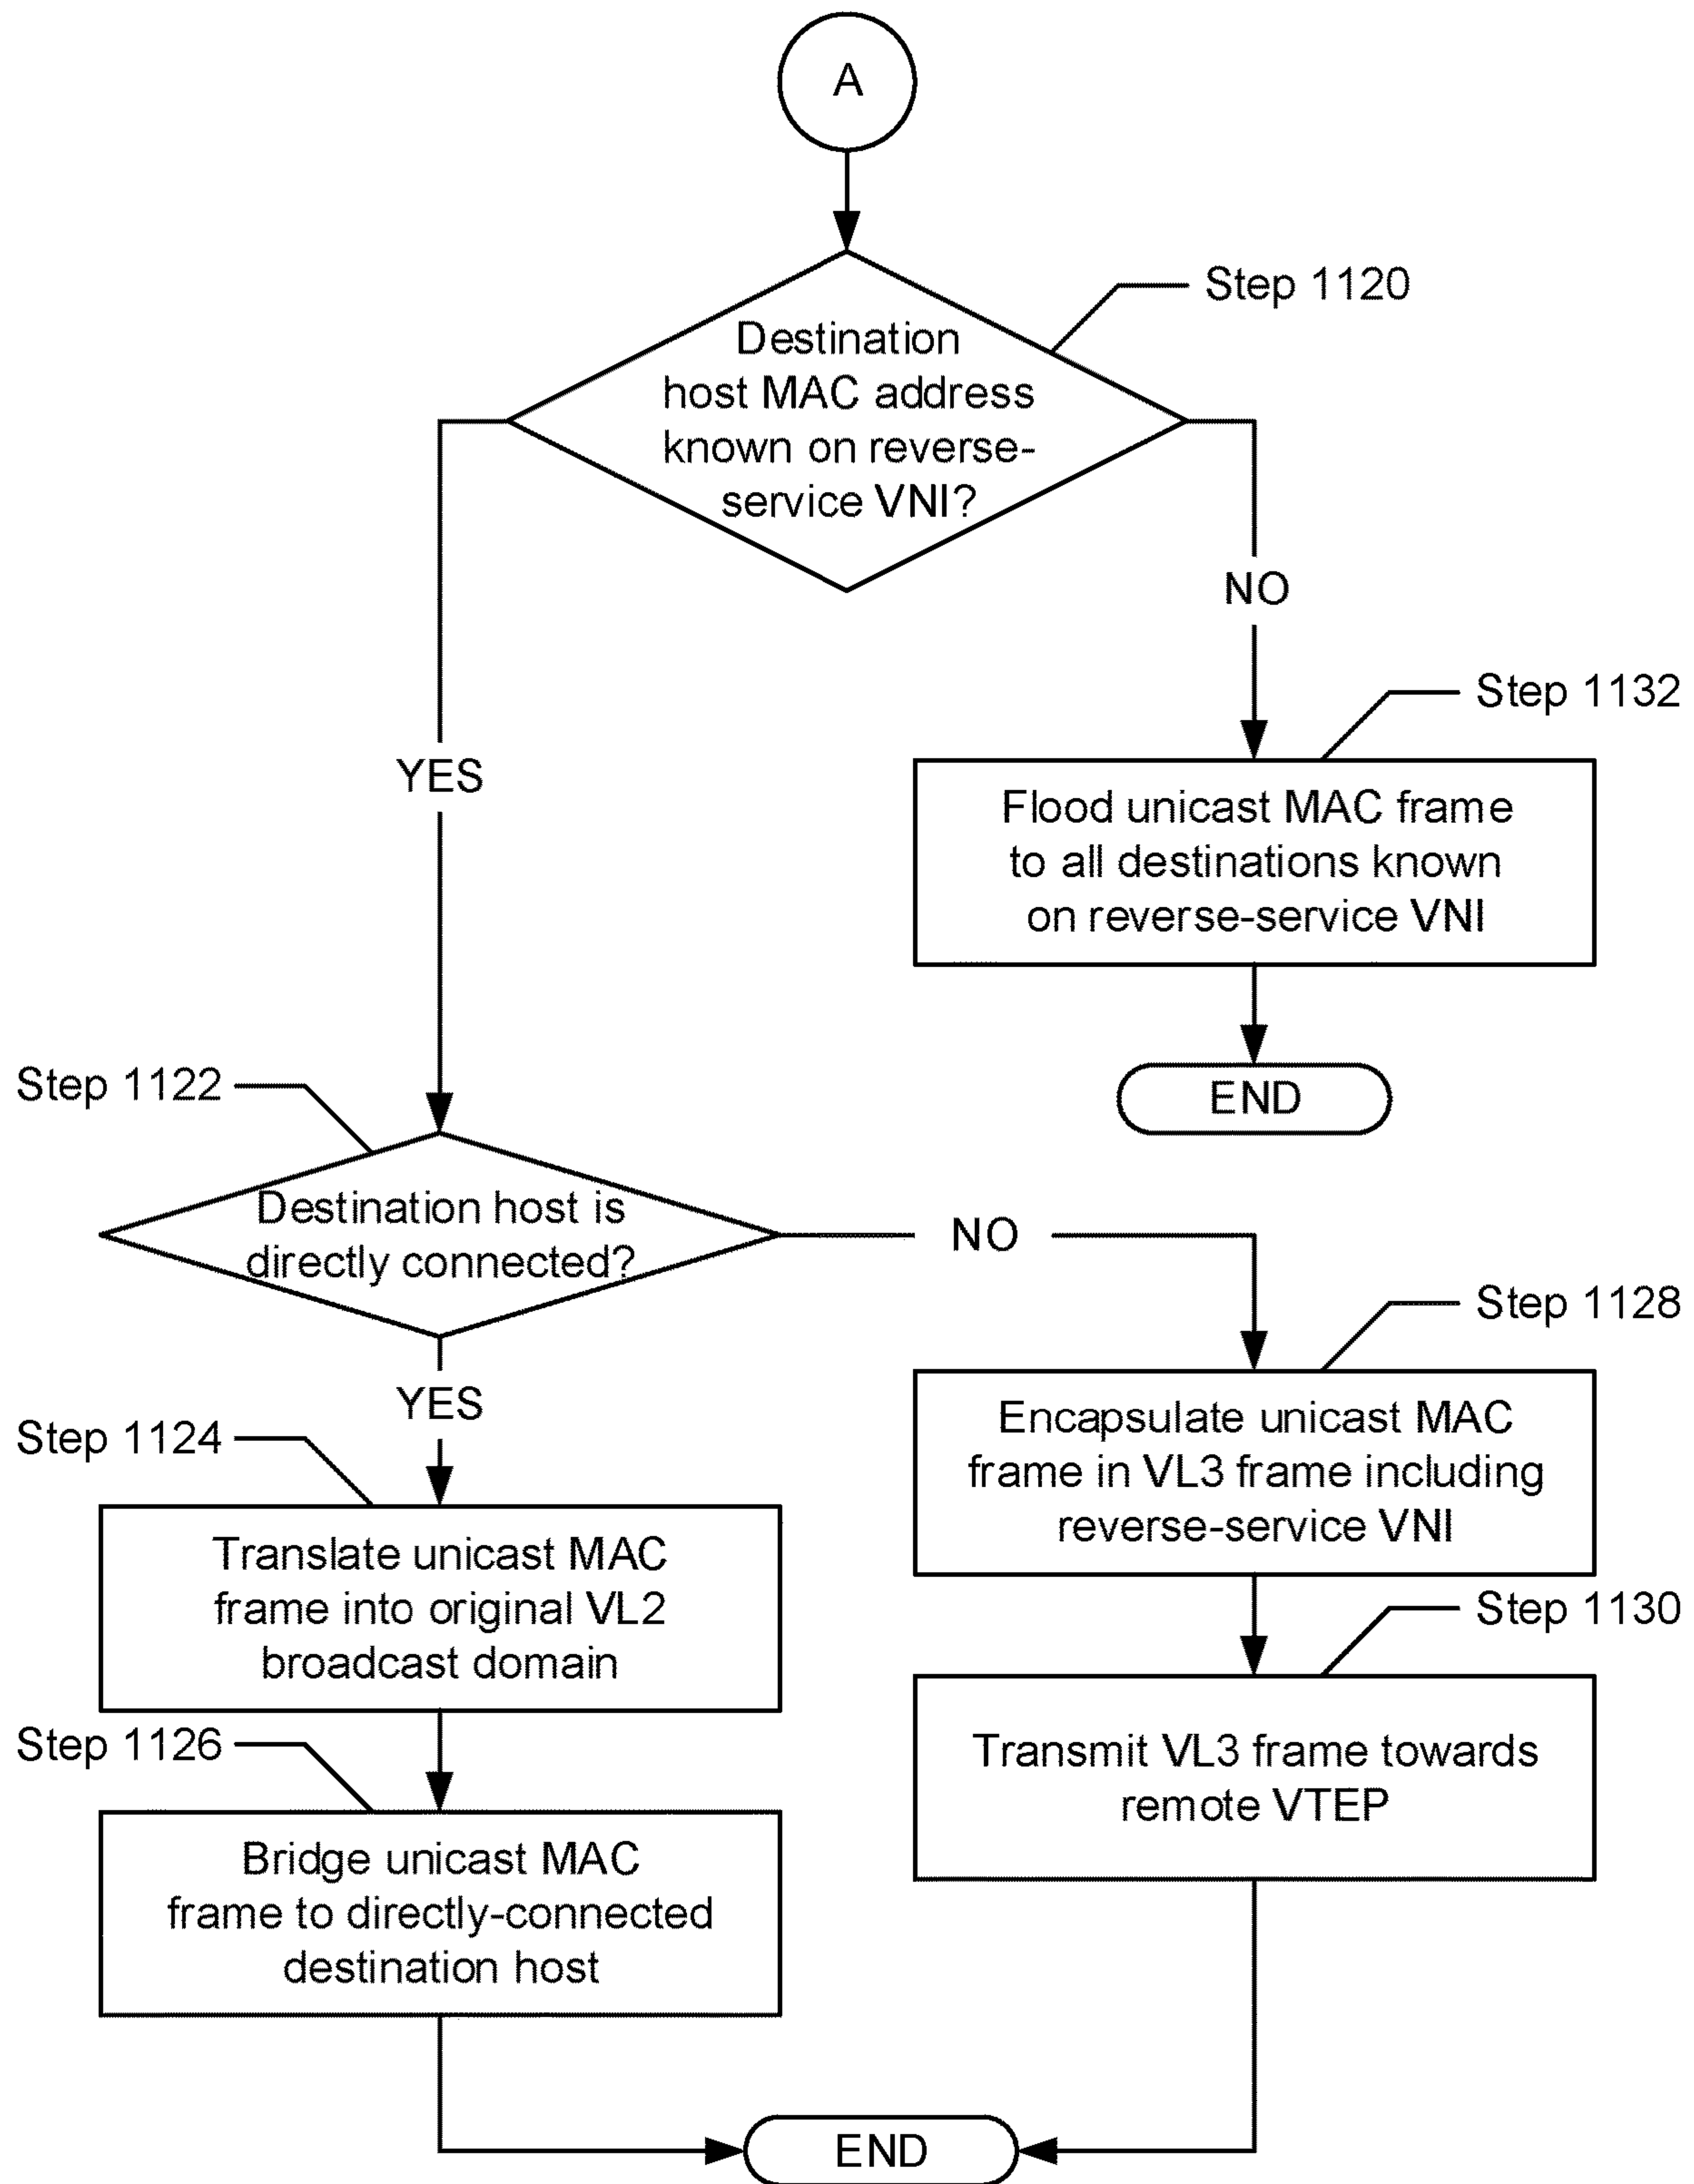 A
Step 1120
Destination
host MAC address
known on reverse-
service VNI?
NO
Step 1132
YES
Flood unicast MAC frame
to all destinations known
on reverse-service VNI
Step 1122
END
Destination host is
directly connected?
NO
Step 1128
YES
Encapsulate unicast MAC
frame in VL3 frame including
reverse-service VNI
Step 1124
Translate unicast MAC
frame into original VL2
broadcast domain
Step 1130
Step 1126
Transmit VL3 frame towards
remote VTEP
Bridge unicast MAC
frame to directly-connected
destination host
END